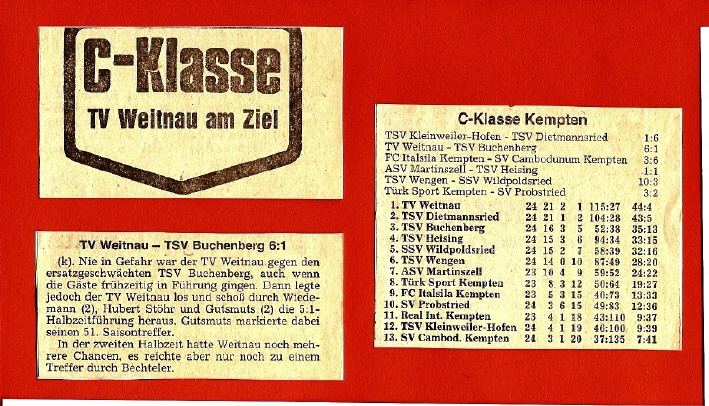 C-Klasse
TV Weitnau am Ziel
TV Weitnau – TSV Buchenberg 6:1
(k). Nie in Gefahr war der TV Weitnau gegen den
ersatzgeschwächten TSV Buchenberg, auch wenn
die Gäste frühzeitig in Führung gingen. Dann legte
jedoch der TV Weitnau los und schoß durch Wiede-
mann (2), Hubert Stöhr und Gutsmuts (2) die 5:1-
Halbzeitführung heraus. Gutsmuts markierte dabei
seinen 51. Saisontreffer.
In der zweiten Halbzeit hatte Weitnau noch meh-
rere Chancen, es reichte aber nur noch zu einem
Treffer durch Bechteler.
C-Klasse Kempten
TSV Kleinweiler-Hofen - TSV Dietmannsried 1:6
TV Weitnau - TSV Buchenberg 6:1
FC Italsila Kempten - SV Cambodunum Kempten 3:6
ASV Martinszell - TSV Heising 1:1
TSV Wengen - SSV Wildpoldsried 10:3
Türk Sport Kempten - SV Probstried 3:2
1. TV Weitnau 24 21 2 1 115:27 44:4
2. TSV Dietmannsried 24 21 1 2 104:28 43:5
3. TSV Buchenberg 24 16 3 5 52:38 35:13
4. TSV Heising 24 15 3 6 94:34 33:15
5. SSV Wildpoldsried 24 15 2 7 58:39 32:16
6. TSV Wengen 24 14 0 10 87:49 28:20
7. ASV Martinszell 23 10 4 9 59:52 24:22
8. Türk Sport Kempten 23 8 3 12 50:64 19:27
9. FC Italsila Kempten 23 5 3 15 40:73 13:33
10. SV Probstried 24 3 6 15 49:83 12:36
11. Real Int. Kempten 23 4 1 18 43:110 9:37
12. TSV Kleinweiler-Hofen 24 4 1 19 46:100 9:39
13. SV Cambod. Kempten 24 3 1 20 37:135 7:41